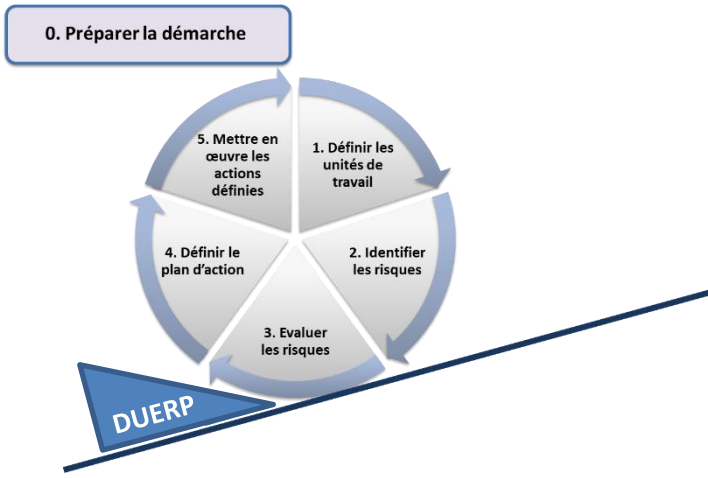 0. Préparer la démarche
1. Définir les
unités de
travail
2. Identifier
les risques
3. Evaluer
les risques
4. Définir le
plan d'action
5. Mettre en
œuvre les
actions
définies
DUERP